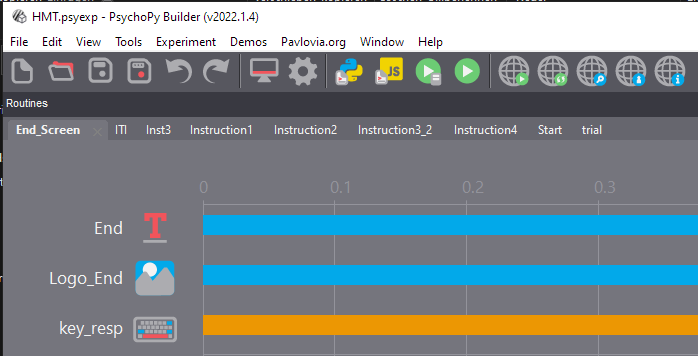 HMT.psyexp - PsychoPy Builder (v2022.1.4)
File Edit View Tools Experiment Demos Pavlovia.org Window Help
JS
Routines
End_Screen ITI Inst3 Instruction1 Instruction2 Instruction3_2 Instruction4 Start trial
0 0.1 0.2 0.3
End T
Logo_End
key_resp